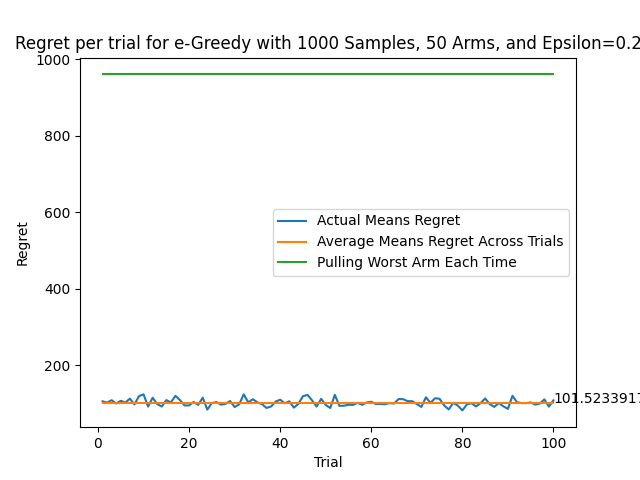 Regret per trial for e-Greedy with 1000 Samples, 50 Arms, and Epsilon=0.2
1000
800
600
400
200
Regret
Actual Means Regret
Average Means Regret Across Trials
Pulling Worst Arm Each Time
101.5233917
0 20 40 60 80 100
Trial